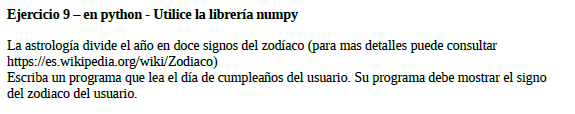 Ejercicio 9 – en python - Utilice la librería numpy
La astrología divide el año en doce signos del zodíaco (para mas detalles puede consultar
https://es.wikipedia.org/wiki/Zodiaco)
Escriba un programa que lea el día de cumpleaños del usuario. Su programa debe mostrar el signo
del zodiaco del usuario.